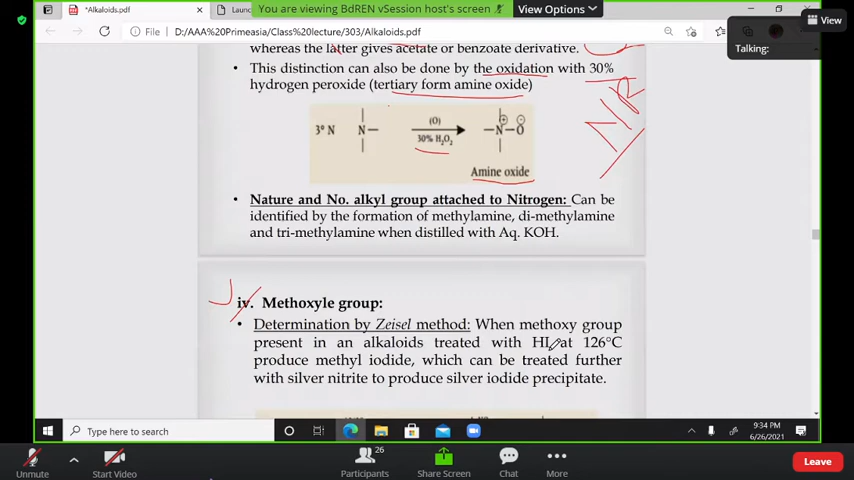 You are viewing BdREN vSession host's screen
View Options
*Alkaloids.pdf
Launc
File
D:/AAA/Primeasia/Class%20lecture/303/Alkaloids.pdf
View
Talking:
whereas the latter gives acetate or benzoate derivative.
• This distinction can also be done by the oxidation with 30%
hydrogen peroxide (tertiary form amine oxide)
3° N
N
(O)
30% H₂O₂
N
O
Amine oxide
NIR
• Nature and No. alkyl group attached to Nitrogen: Can be
identified by the formation of methylamine, di-methylamine
and tri-methylamine when distilled with Aq. KOH.
iv. Methoxyle group:
• Determination by Zeisel method: When methoxy group
present in an alkaloids treated with HI at 126°C
produce methyl iodide, which can be treated further
with silver nitrite to produce silver iodide precipitate.
Type here to search
9:34 PM
6/26/2021
Unmute
Start Video
26
Participants
Share Screen
Chat
More
Leave